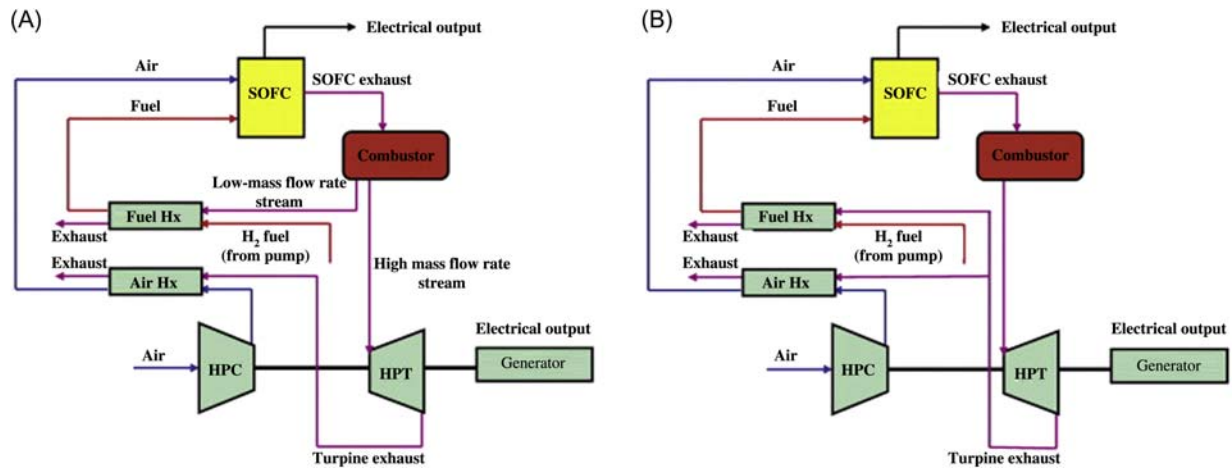 (A)
Electrical output
Air
SOFC exhaust
SOFC
Fuel
Combustor
Low-mass flow rate
stream
Fuel Hx
Exhaust
H2 fuel
(from pump)
Exhaust
Air Hx
High mass flow rate
stream
Electrical output
Air
HPC
HPT
Generator
Turpine exhaust
(B)
Electrical output
Air
SOFC exhaust
SOFC
Fuel
Combustor
Fuel Hx
Exhaust
H2 fuel
(from pump)
Exhaust
Air Hx
Electrical output
Air
HPC
HPT
Generator
Turpine exhaust